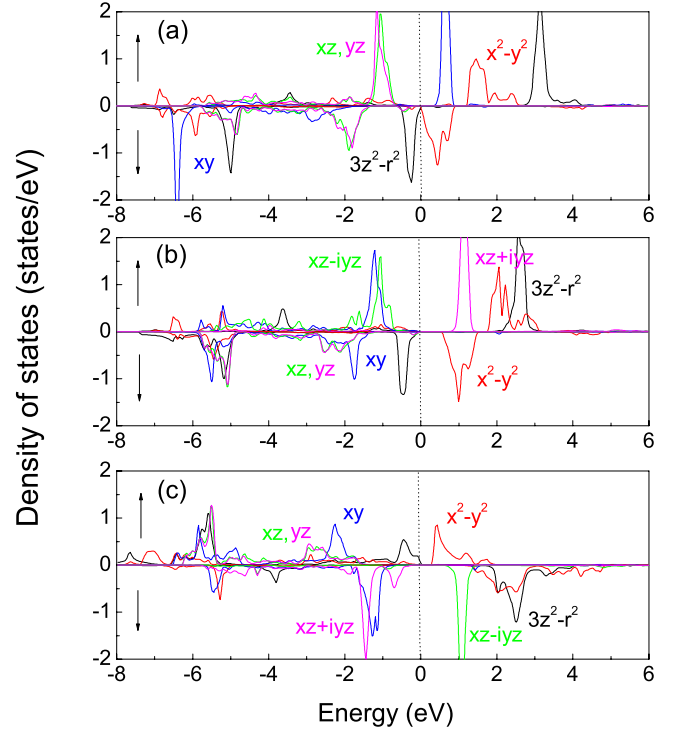 Density of states (states/eV)
(a)
xz, yz
x²-y²
xy
3z²-r²
2
1
0
-1
-2
-8 -6 -4 -2 0 2 4 6
(b)
xz-iyz
xz+iyz
3z²-r²
xz, yz
xy
x²-y²
2
1
0
-1
-2
-8 -6 -4 -2 0 2 4 6
(c)
xy
x²-y²
xz, yz
xz+iyz
xz-iyz
3z²-r²
2
1
0
-1
-2
-8 -6 -4 -2 0 2 4 6
Energy (eV)